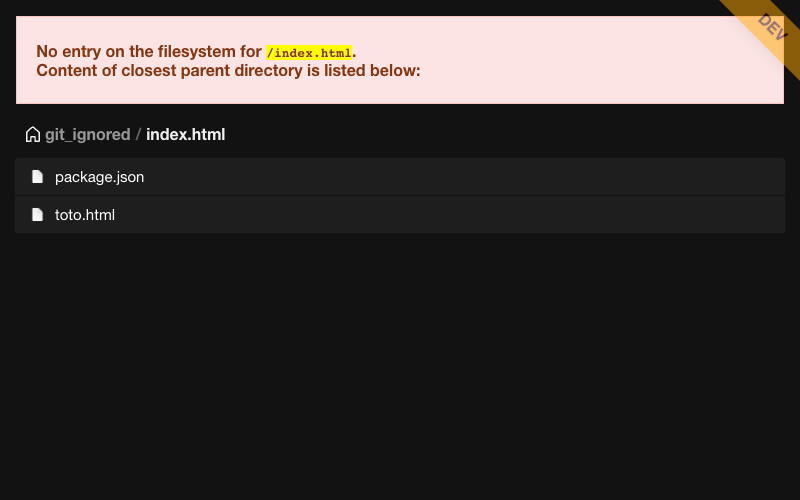 No entry on the filesystem for /index.html.
Content of closest parent directory is listed below:
DEV
git_ignored / index.html
package.json
toto.html